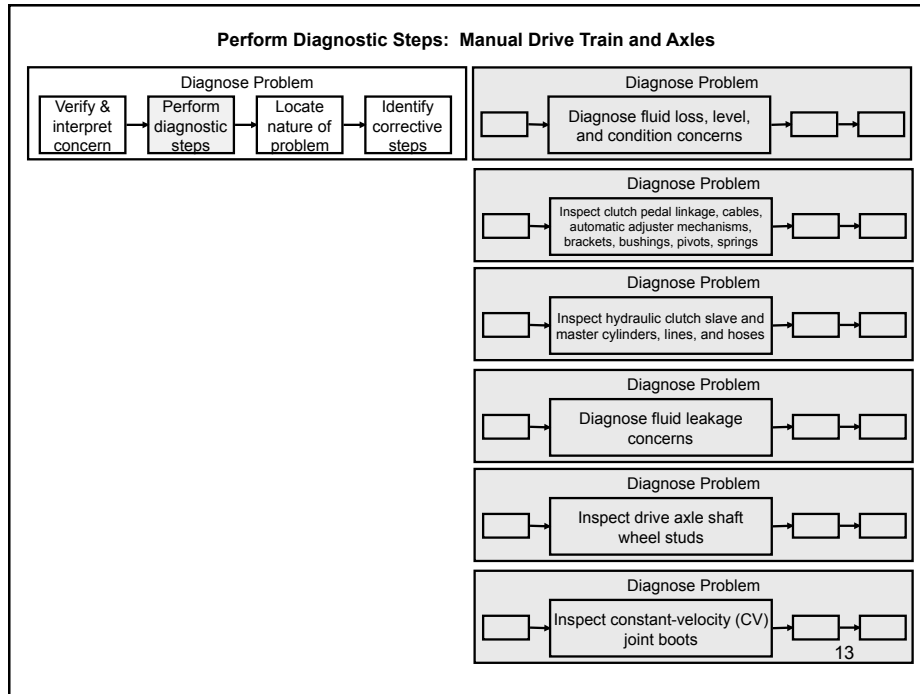 Perform Diagnostic Steps: Manual Drive Train and Axles
Diagnose Problem
Verify &
interpret
concern
Perform
diagnostic
steps
Locate
nature of
problem
Identify
corrective
steps
Diagnose Problem
Diagnose fluid loss, level,
and condition concerns
Diagnose Problem
Inspect clutch pedal linkage, cables,
automatic adjuster mechanisms,
brackets, bushings, pivots, springs
Diagnose Problem
Inspect hydraulic clutch slave and
master cylinders, lines, and hoses
Diagnose Problem
Diagnose fluid leakage
concerns
Diagnose Problem
Inspect drive axle shaft
wheel studs
Diagnose Problem
Inspect constant-velocity (CV)
joint boots
13